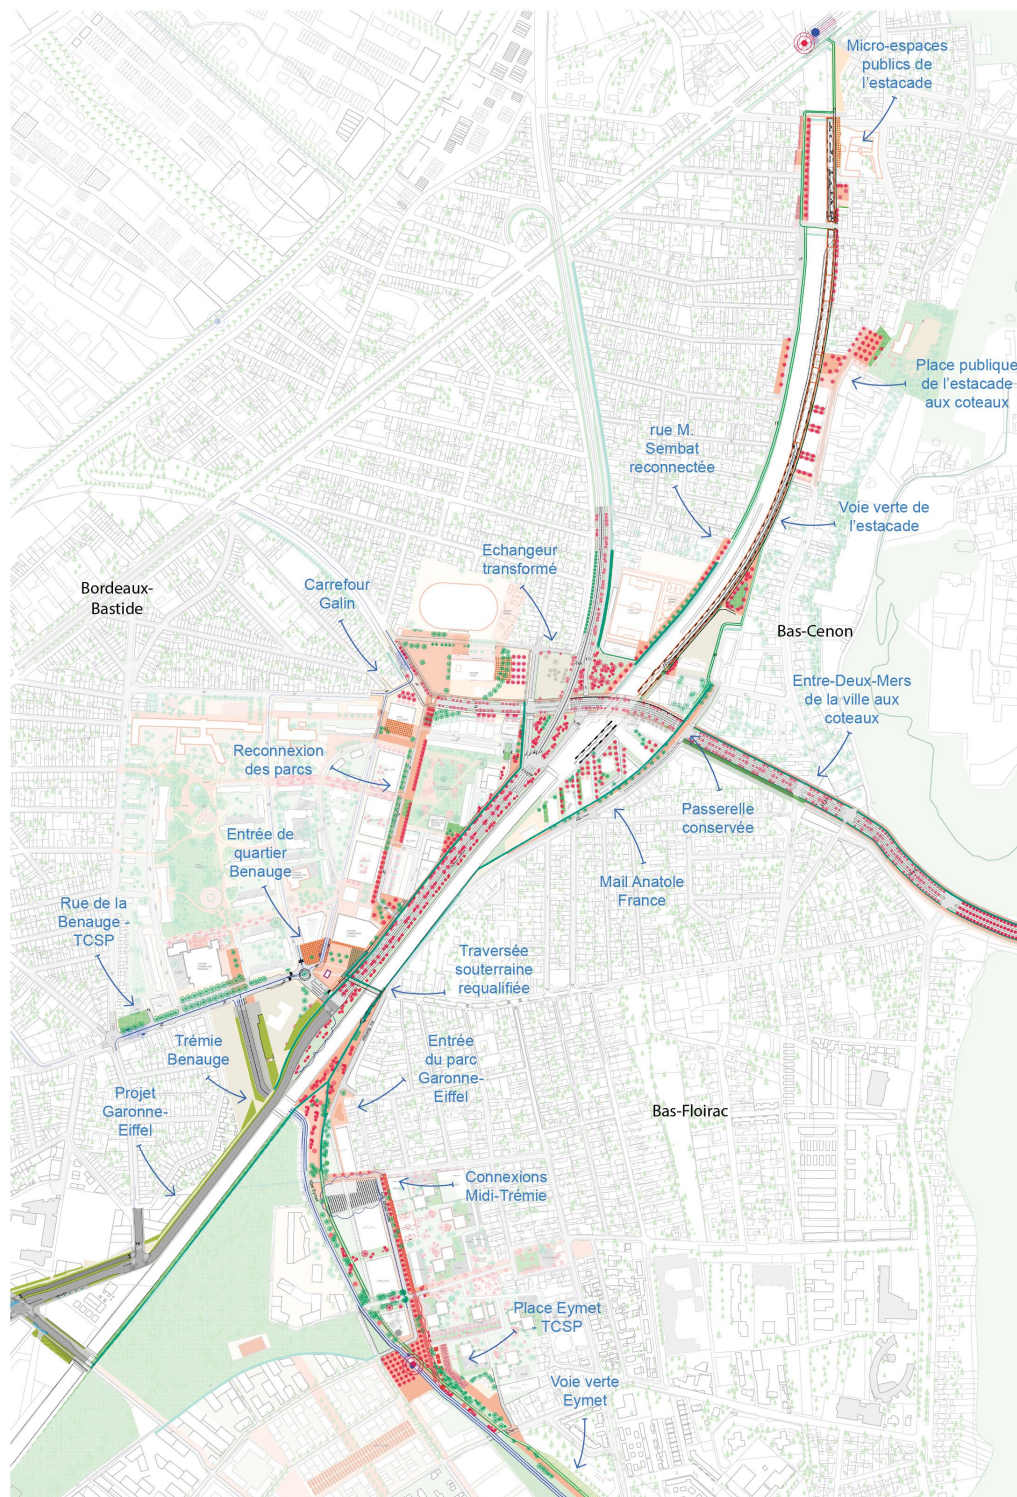 Micro-espaces
publics de
l'estacade
Place publique
de l'estacade
aux coteaux
rue M.
Sembat
reconnectée
Voie verte de
l'estacade
Echangeur
transformé
Carrefour
Galin
Bordeaux-
Bastide
Bas-Cenon
Entre-Deux-Mers
de la ville aux
coteaux
Reconnexion
des parcs
Passerelle
conservée
Entrée de
quartier
Benauge
Mail Anatole
France
Rue de la
Benauge -
TCSP
Traversée
souterraine
requalifiée
Trémie
Benauge
Entrée
du parc
Garonne-
Eiffel
Projet
Garonne-
Eiffel
Bas-Floirac
Connexions
Midi-Trémie
Place Eymet
- TCSP
Voie verte
Eymet